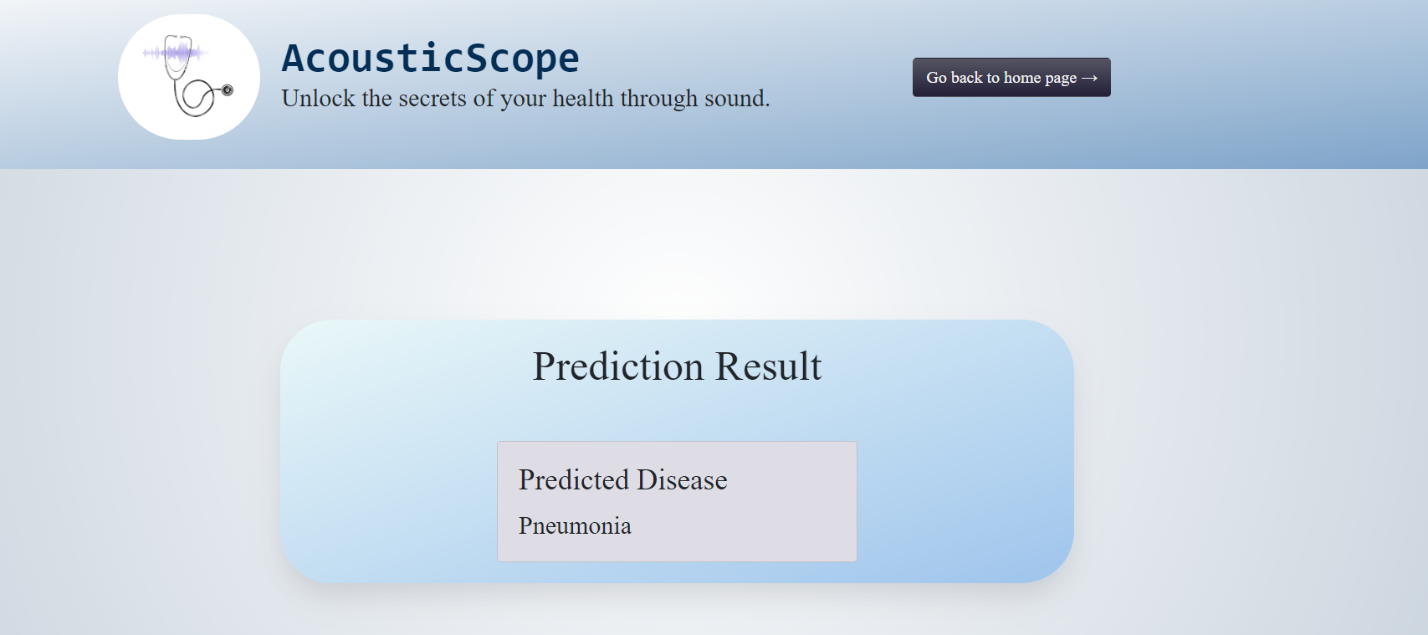 AcousticScope
Unlock the secrets of your health through sound.
Go back to home page →
Prediction Result
Predicted Disease
Pneumonia